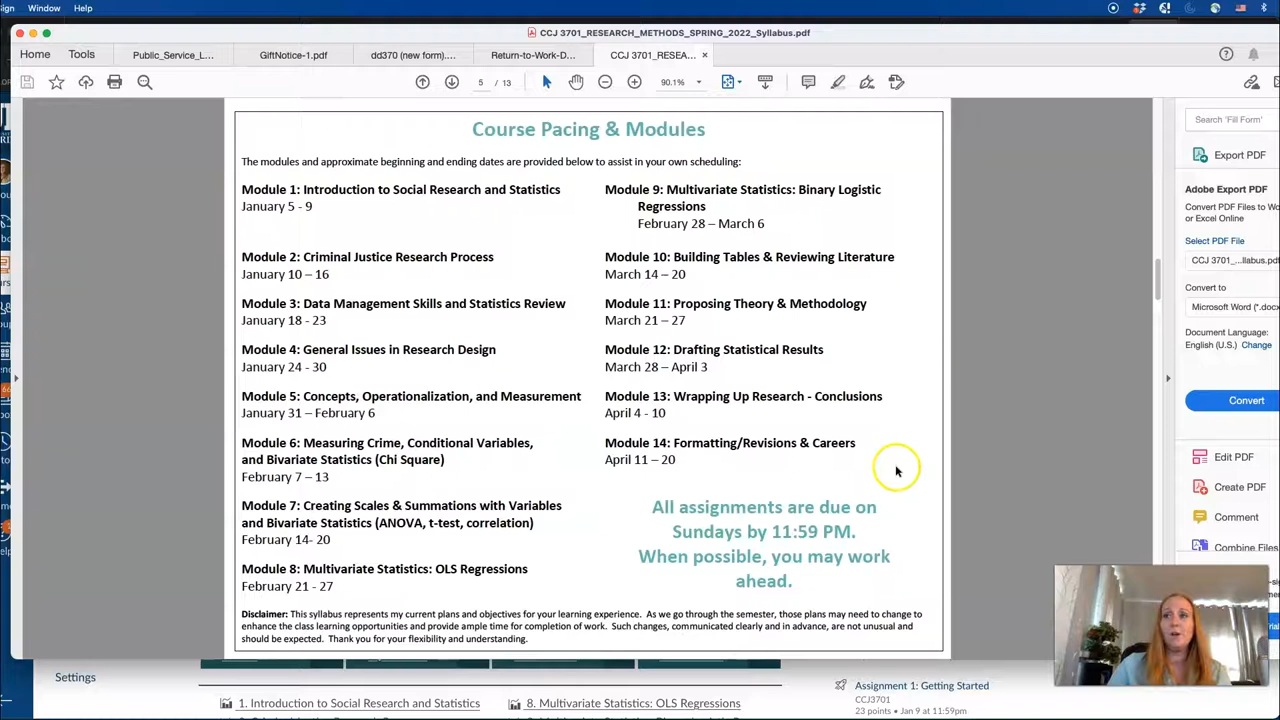 ign Window Help
CCJ 3701_RESEARCH_METHODS_SPRING_2022_Syllabus.pdf
Home Tools Public_Service_L... GiftNotice-1.pdf dd370 (new form).... Return-to-Work-D... CCJ 3701_RESEA... ×
5 / 13 90.1%
Course Pacing & Modules
The modules and approximate beginning and ending dates are provided below to assist in your own scheduling:
Module 1: Introduction to Social Research and Statistics
January 5 - 9
Module 2: Criminal Justice Research Process
January 10 – 16
Module 3: Data Management Skills and Statistics Review
January 18 - 23
Module 4: General Issues in Research Design
January 24 - 30
Module 5: Concepts, Operationalization, and Measurement
January 31 – February 6
Module 6: Measuring Crime, Conditional Variables,
and Bivariate Statistics (Chi Square)
February 7 – 13
Module 7: Creating Scales & Summations with Variables
and Bivariate Statistics (ANOVA, t-test, correlation)
February 14- 20
Module 8: Multivariate Statistics: OLS Regressions
February 21 - 27
Module 9: Multivariate Statistics: Binary Logistic
Regressions
February 28 – March 6
Module 10: Building Tables & Reviewing Literature
March 14 – 20
Module 11: Proposing Theory & Methodology
March 21 – 27
Module 12: Drafting Statistical Results
March 28 – April 3
Module 13: Wrapping Up Research - Conclusions
April 4 - 10
Module 14: Formatting/Revisions & Careers
April 11 – 20
All assignments are due on
Sundays by 11:59 PM.
When possible, you may work
ahead.
Disclaimer: This syllabus represents my current plans and objectives for your learning experience. As we go through the semester, those plans may need to change to
enhance the class learning opportunities and provide ample time for completion of work. Such changes, communicated clearly and in advance, are not unusual and
should be expected. Thank you for your flexibility and understanding.
Search 'Fill Form'
Export PDF
Adobe Export PDF
Convert PDF Files to Wo
or Excel Online
Select PDF File
CCJ 3701_...llabus.pdf
Convert to
Microsoft Word (*.docx
Document Language:
English (U.S.) Change
Convert
Edit PDF
Create PDF
Comment
Combine Files
Settings
1. Introduction to Social Research and Statistics
8. Multivariate Statistics: OLS Regressions
Assignment 1: Getting Started
CCJ3701
23 points • Jan 9 at 11:59pm